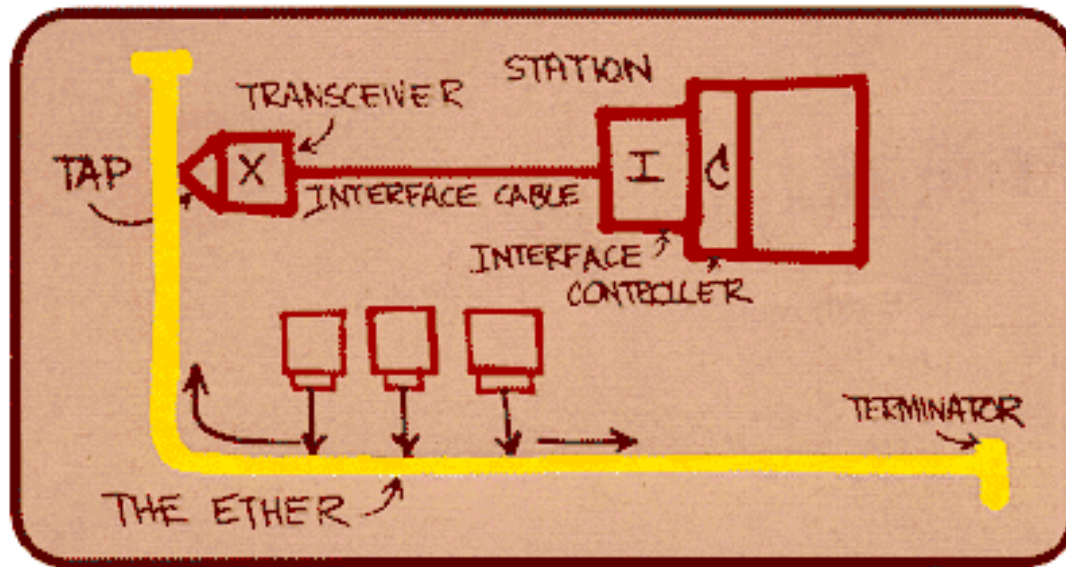 STATION
TRANSCEIVER
TAP
X
I
C
INTERFACE CABLE
INTERFACE
CONTROLLER
TERMINATOR
THE ETHER